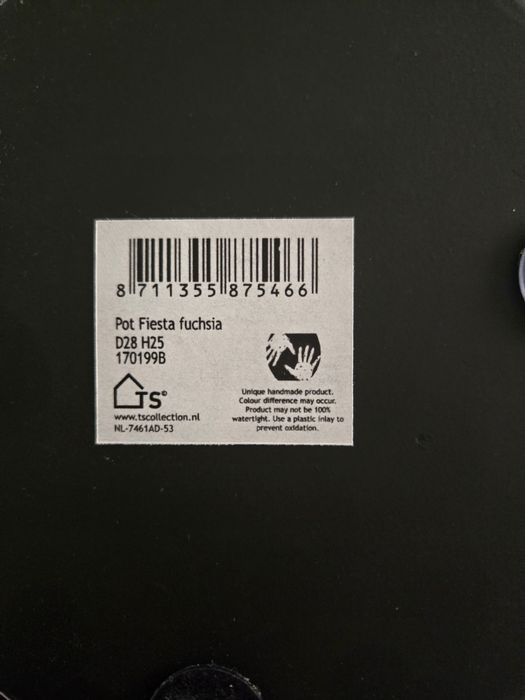 8 711355 875466
Pot Fiesta fuchsia
D28 H25
170199B
TS©
www.tscollection.nl
NL-7461AD-53
Unique handmade product.
Colour difference may occur.
Product may not be 100%
watertight. Use a plastic inlay to
prevent oxidation.